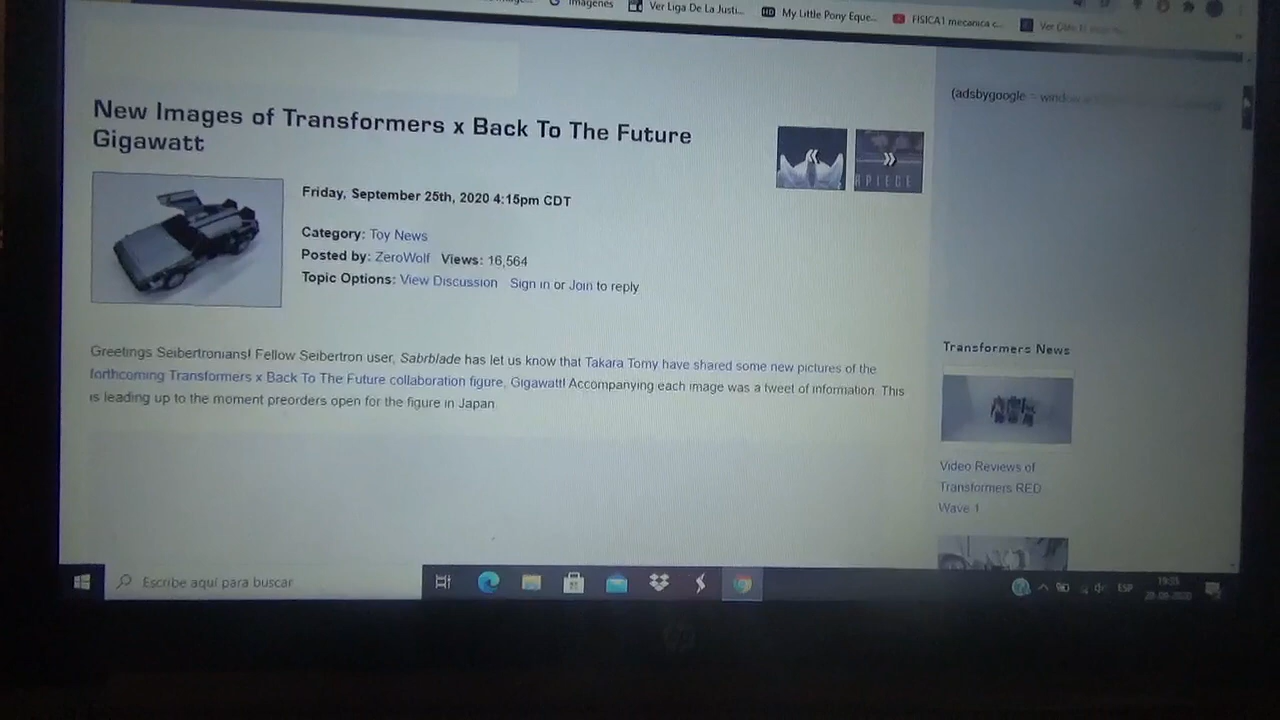 Imágenes
Ver Liga De La Justi...
HD My Little Pony Eque...
FISICA1 mecanica c...
New Images of Transformers x Back To The Future
Gigawatt
Friday, September 25th, 2020 4:15pm CDT
Category: Toy News
Posted by: ZeroWolf Views: 16,564
Topic Options: View Discussion Sign in or Join to reply
Greetings Seibertronians! Fellow Seibertron user, Sabrblade has let us know that Takara Tomy have shared some new pictures of the
forthcoming Transformers x Back To The Future collaboration figure, Gigawatt! Accompanying each image was a tweet of information. This
is leading up to the moment preorders open for the figure in Japan
(adsbygoogle = window
Transformers News
Video Reviews of
Transformers RED
Wave 1
Escribe aquí para buscar
ESP
hp